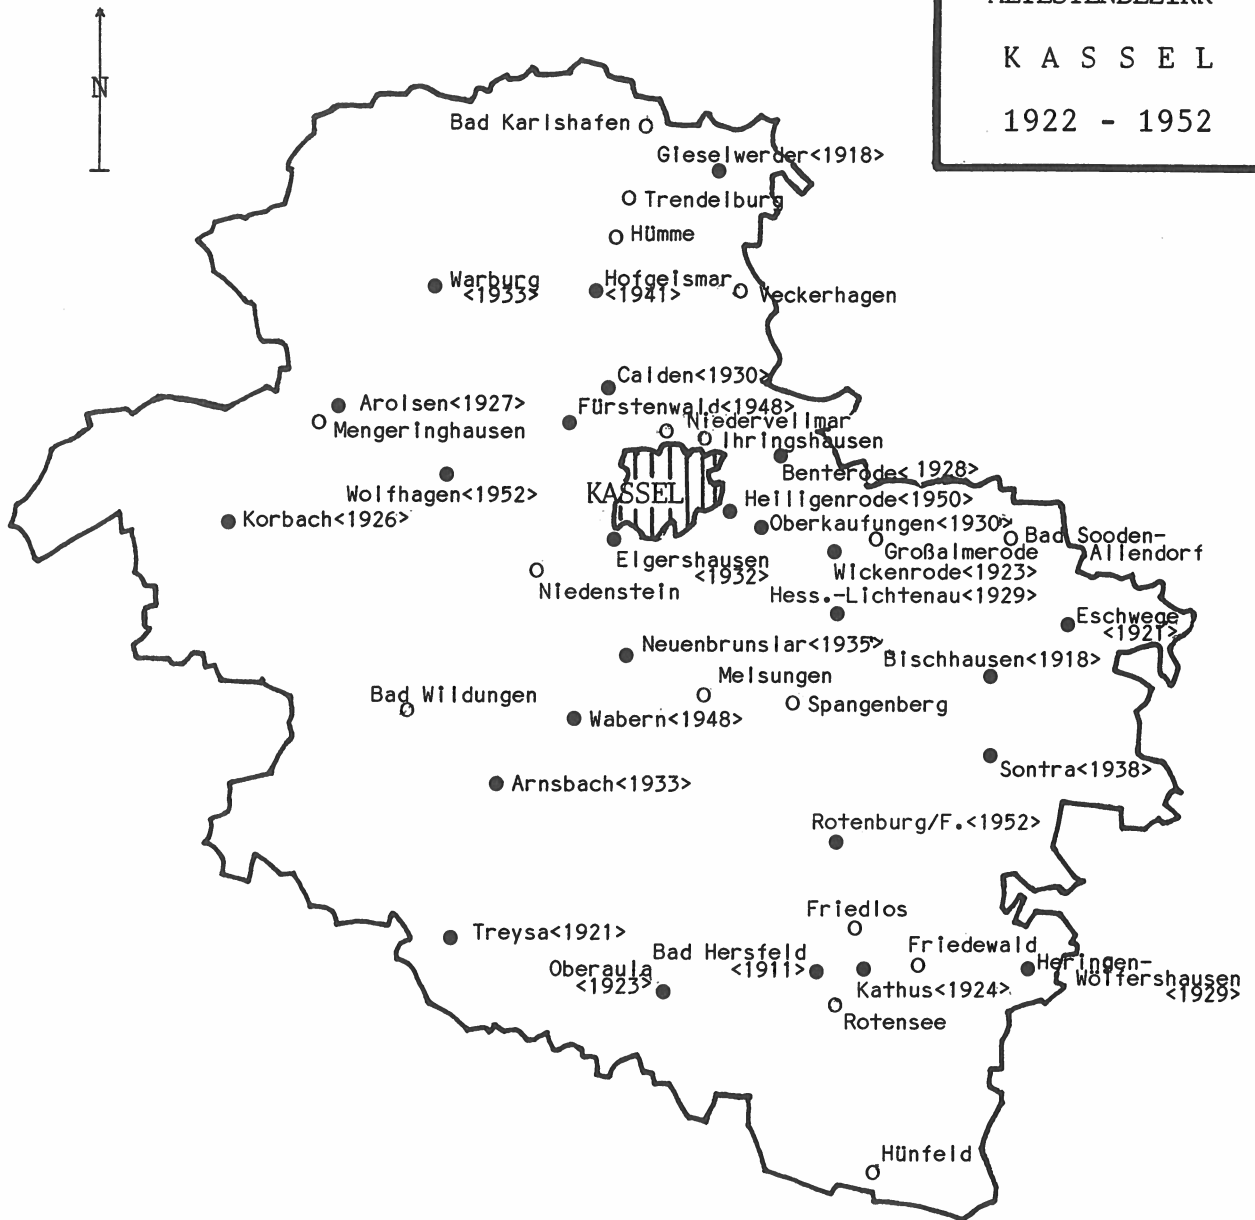 N
ÄLTESTENBEZIRK
K A S S E L
1922 - 1952
Bad Karlshafen
Gieselwerder<1918>
Trendelburg
Hümme
Warburg
<1933>
Hofgeismar
<1941>
Veckerhagen
Calden<1930>
Arolsen<1927>
Fürstenwald<1948>
Mengeringhausen
Niedervellmar
Ihringshausen
Benterode<1928>
Wolfhagen<1952>
KASSEL
Heiligenrode<1950>
Korbach<1926>
Oberkaufungen<1930>
Bad Sooden-
Allendorf
Großalmerode
Elgershausen
<1932>
Wickenrode<1923>
Niedenstein
Hess.-Lichtenau<1929>
Eschwege
<1921>
Neuenbrunslar<1935>
Bischhausen<1918>
Melsungen
Bad Wildungen
Spangenberg
Wabern<1948>
Sontra<1938>
Arnsbach<1933>
Rotenburg/F.<1952>
Friedlos
Treysa<1921>
Bad Hersfeld
<1911>
Friedewald
Oberaula
<1923>
Heringen-
Wölfershausen
<1929>
Kathus<1924>
Rotensee
Hünfeld